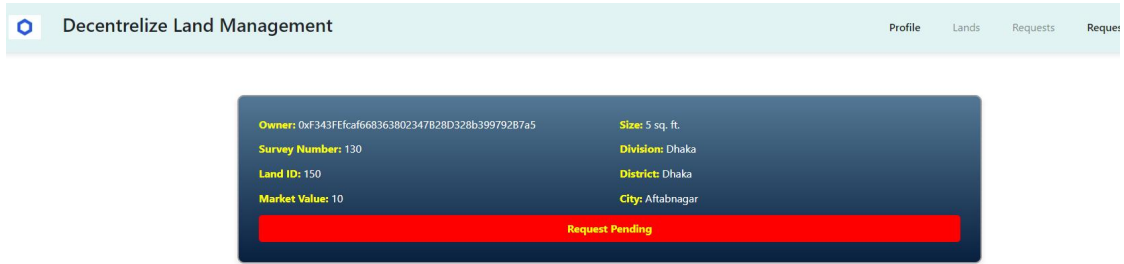 Decentrelize Land Management
Profile Lands Requests Reques
Owner: 0xF343FEfcaf668363802347B28D328b399792B7a5
Size: 5 sq. ft.
Survey Number: 130
Division: Dhaka
Land ID: 150
District: Dhaka
Market Value: 10
City: Aftabnagar
Request Pending